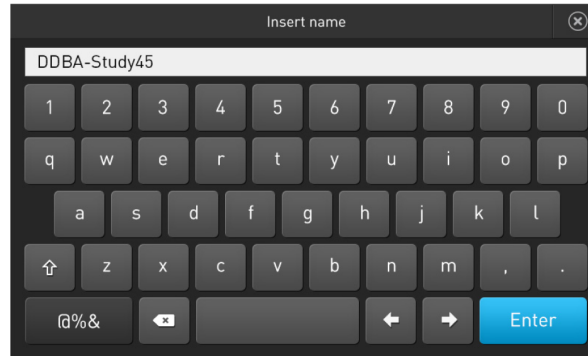 Insert name
DDBA-Study45
1 2 3 4 5 6 7 8 9 0
q w e r t y u i o p
a s d f g h j k l
z x c v b n m , .
@%& Enter